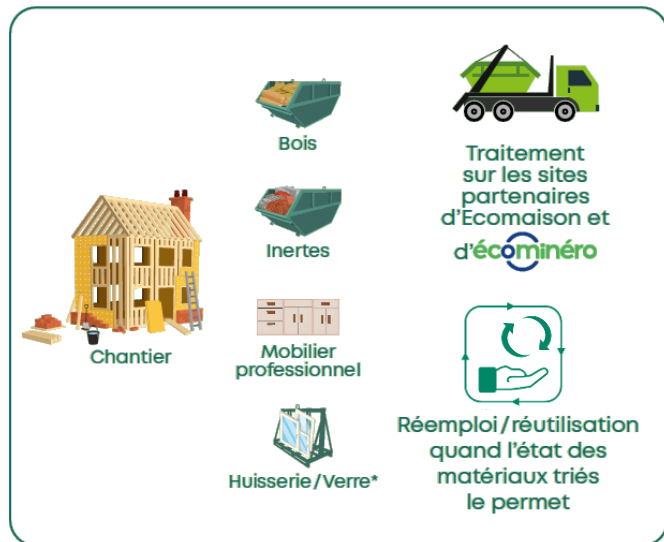 Chantier
Bois
Inertes
Mobilier
professionnel
Huisserie/Verre*
Traitement
sur les sites
partenaires
d'Ecomaison et
d'écominéro
Réemploi/réutilisation
quand l'état des
matériaux triés
le permet